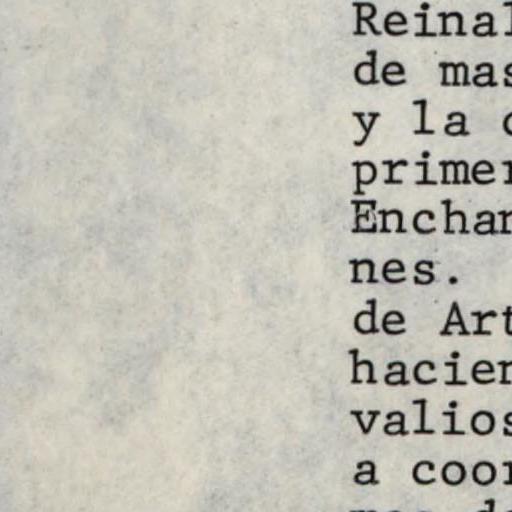 Reinal
de mas
y la
primer
Enchan
nes.
de Art
hacien
valios
a coor